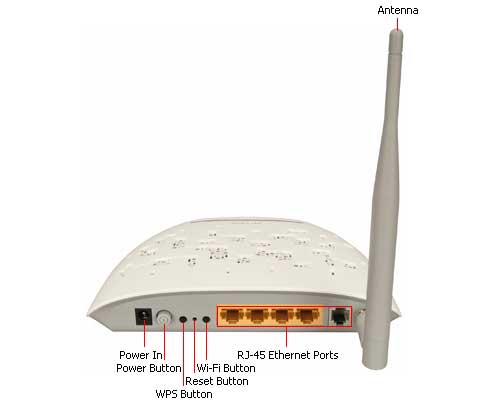 Antenna
Power In
Power Button
WPS Button
Reset Button
Wi-Fi Button
RJ-45 Ethernet Ports